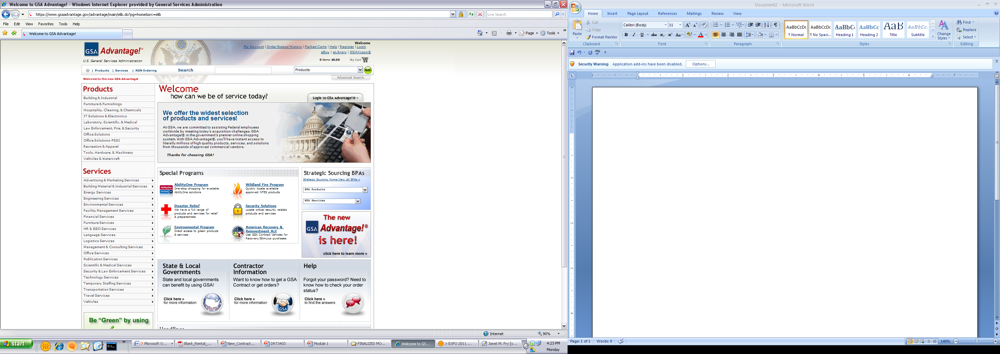 Welcome to GSA Advantage! - Windows Internet Explorer provided by General Services Administration
https://www.gsaadvantage.gov/advantage/main/elib.do?pg=home&src=elib
Live Search
File Edit View Favorites Tools Help
Welcome to GSA Advantage!
Page Tools
GSA Advantage!®
U.S. General Services Administration
Welcome
My Account | Order Status/History | Parked Carts | Help | Register | Login
eBuy | eLibrary | GSAXcess®
0 items: $0.00 My Cart
| Products | Services | NSN Ordering Search Products GO
Welcome to the new GSA Advantage!
Advanced Search
Products
Building & Industrial
Furniture & Furnishings
Hospitality, Cleaning, & Chemicals
IT Solutions & Electronics
Laboratory, Scientific, & Medical
Law Enforcement, Fire, & Security
Office Solutions
Office Solutions-FSSI
Recreation & Apparel
Tools, Hardware, & Machinery
Vehicles & Watercraft
Services
Advertising & Marketing Services
Building Material & Industrial Services
Energy Services
Engineering Services
Environmental Services
Facility Management Services
Financial Services
Furniture Services
HR & EEO Services
Language Services
Logistics Services
Management & Consulting Services
Office Services
Publication Services
Scientific & Medical Services
Security & Law Enforcement Services
Technology Services
Temporary Staffing Services
Transportation Services
Travel Services
Vehicles
Be “Green” by using
Welcome
how can we be of service today?
Login to GSA Advantage!® »
We offer the widest selection
of products and services!
At GSA, we are committed to assisting Federal employees
worldwide by meeting today's acquisition challenges. GSA
Advantage!® is the government's premier online shopping
system. With GSA Advantage!®, you'll have instant access to
literally millions of high quality products, services, and solutions
from thousands of approved commercial vendors.
Thanks for choosing GSA!
Special Programs
AbilityOne Program
One-stop shopping for available
AbilityOne solutions
Wildland Fire Program
Quickly locate available
approved NFES products
Disaster Relief
We have a full range of
products and services for relief
& preparedness
Security Solutions
Locate critical security related
products and services
Environmental Program
Direct access to green products
& services
American Recovery &
Reinvestment Act
Use GSA Contract Vehicles for
Recovery/Stimulus purchases.
AbilityOne
PROGRAM
Strategic Sourcing BPAs
Strategic Sourcing Home/View all BPAs »
BPA Products
BPA Services
The new
GSA Advantage!®
is here!
click here to learn more »
State & Local
Governments
State and local governments
can benefit by using GSA!
Click here »
for more information
Contractor
Information
Want to know how to get a GSA
Contract or get orders?
Click here »
for more information
GSA
Help
Forgot your password? Need to
know how to check your order
status?
Click here »
to find the answers
Headlines
Internet 90%
start
7 Microsoft O... Blank_Rental_... New_Contract... DRT3403 Module 1 FINALIZED MO... Welcome to GS... > EXPO 2011.... Janet M. Fry [s...
4:23 PM
Monday
Document2 - Microsoft Word
Home Insert Page Layout References Mailings Review View
Paste
Cut
Copy
Format Painter
Clipboard
Calibri (Body) 11
B I U abc x₂ x² Aa
Font
Paragraph
AaBbCcDc AaBbCcDc AaBbC AaBbCc AaB AaBbCc.
¶ Normal ¶ No Spaci... Heading 1 Heading 2 Title Subtitle
Change
Styles
Styles
Find
Replace
Select
Editing
Security Warning Application add-ins have been disabled. Options...
1 1 2 3 4 5 6 7
1
1
2
3
4
Page: 1 of 1 Words: 0 140%